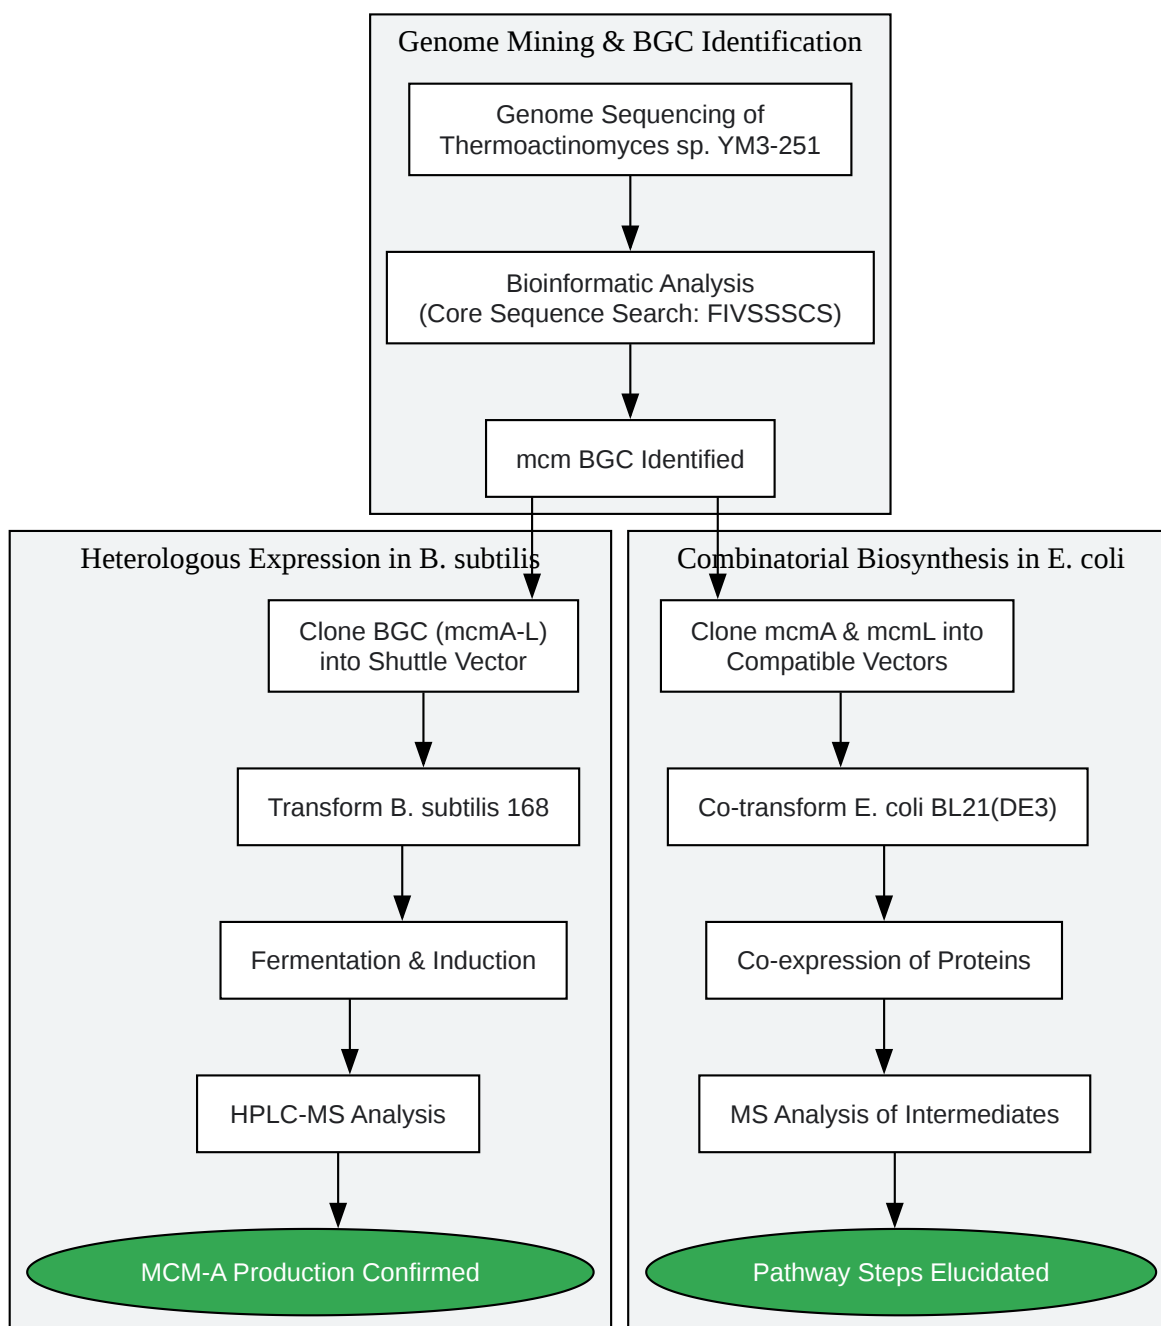 Genome Mining & BGC Identification
Genome Sequencing of
Thermoactinomyces sp. YM3-251
Bioinformatic Analysis
(Core Sequence Search: FIVSSSCS)
mcm BGC Identified
Heterologous Expression in B. subtilis
Clone BGC (mcmA-L)
into Shuttle Vector
Transform B. subtilis 168
Fermentation & Induction
HPLC-MS Analysis
MCM-A Production Confirmed
Combinatorial Biosynthesis in E. coli
Clone mcmA & mcmL into
Compatible Vectors
Co-transform E. coli BL21(DE3)
Co-expression of Proteins
MS Analysis of Intermediates
Pathway Steps Elucidated